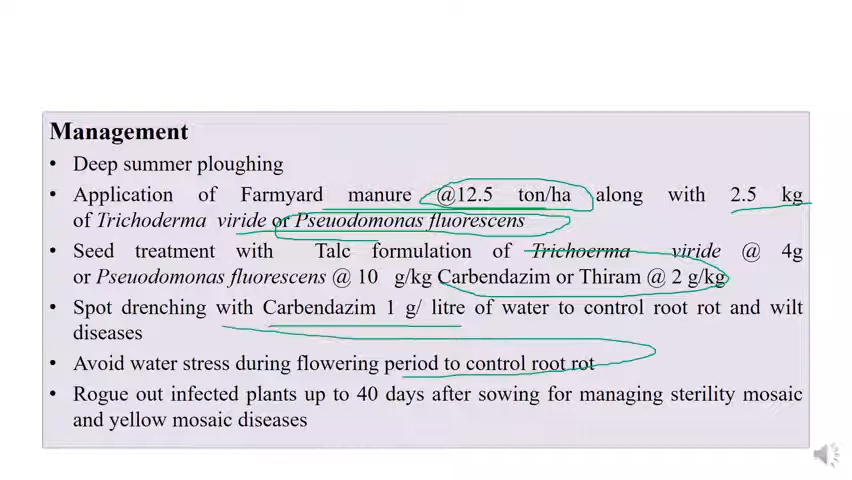 Management
• Deep summer ploughing
• Application of Farmyard manure @12.5 ton/ha along with 2.5 kg
of Trichoderma viride or Pseuodomonas fluorescens
• Seed treatment with Talc formulation of Trichoerma viride @ 4g
or Pseuodomonas fluorescens @ 10 g/kg Carbendazim or Thiram @ 2 g/kg
• Spot drenching with Carbendazim 1 g/ litre of water to control root rot and wilt
diseases
• Avoid water stress during flowering period to control root rot
• Rogue out infected plants up to 40 days after sowing for managing sterility mosaic
and yellow mosaic diseases